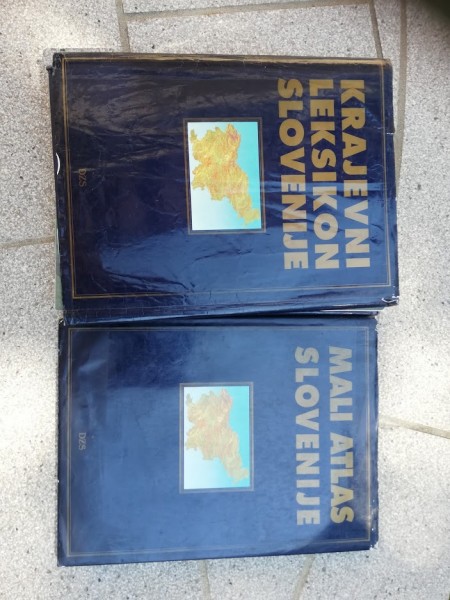 KRAJEVNI
LEKSIKON
SLOVENIJE
DZS
MALI ATLAS
SLOVENIJE
DZS